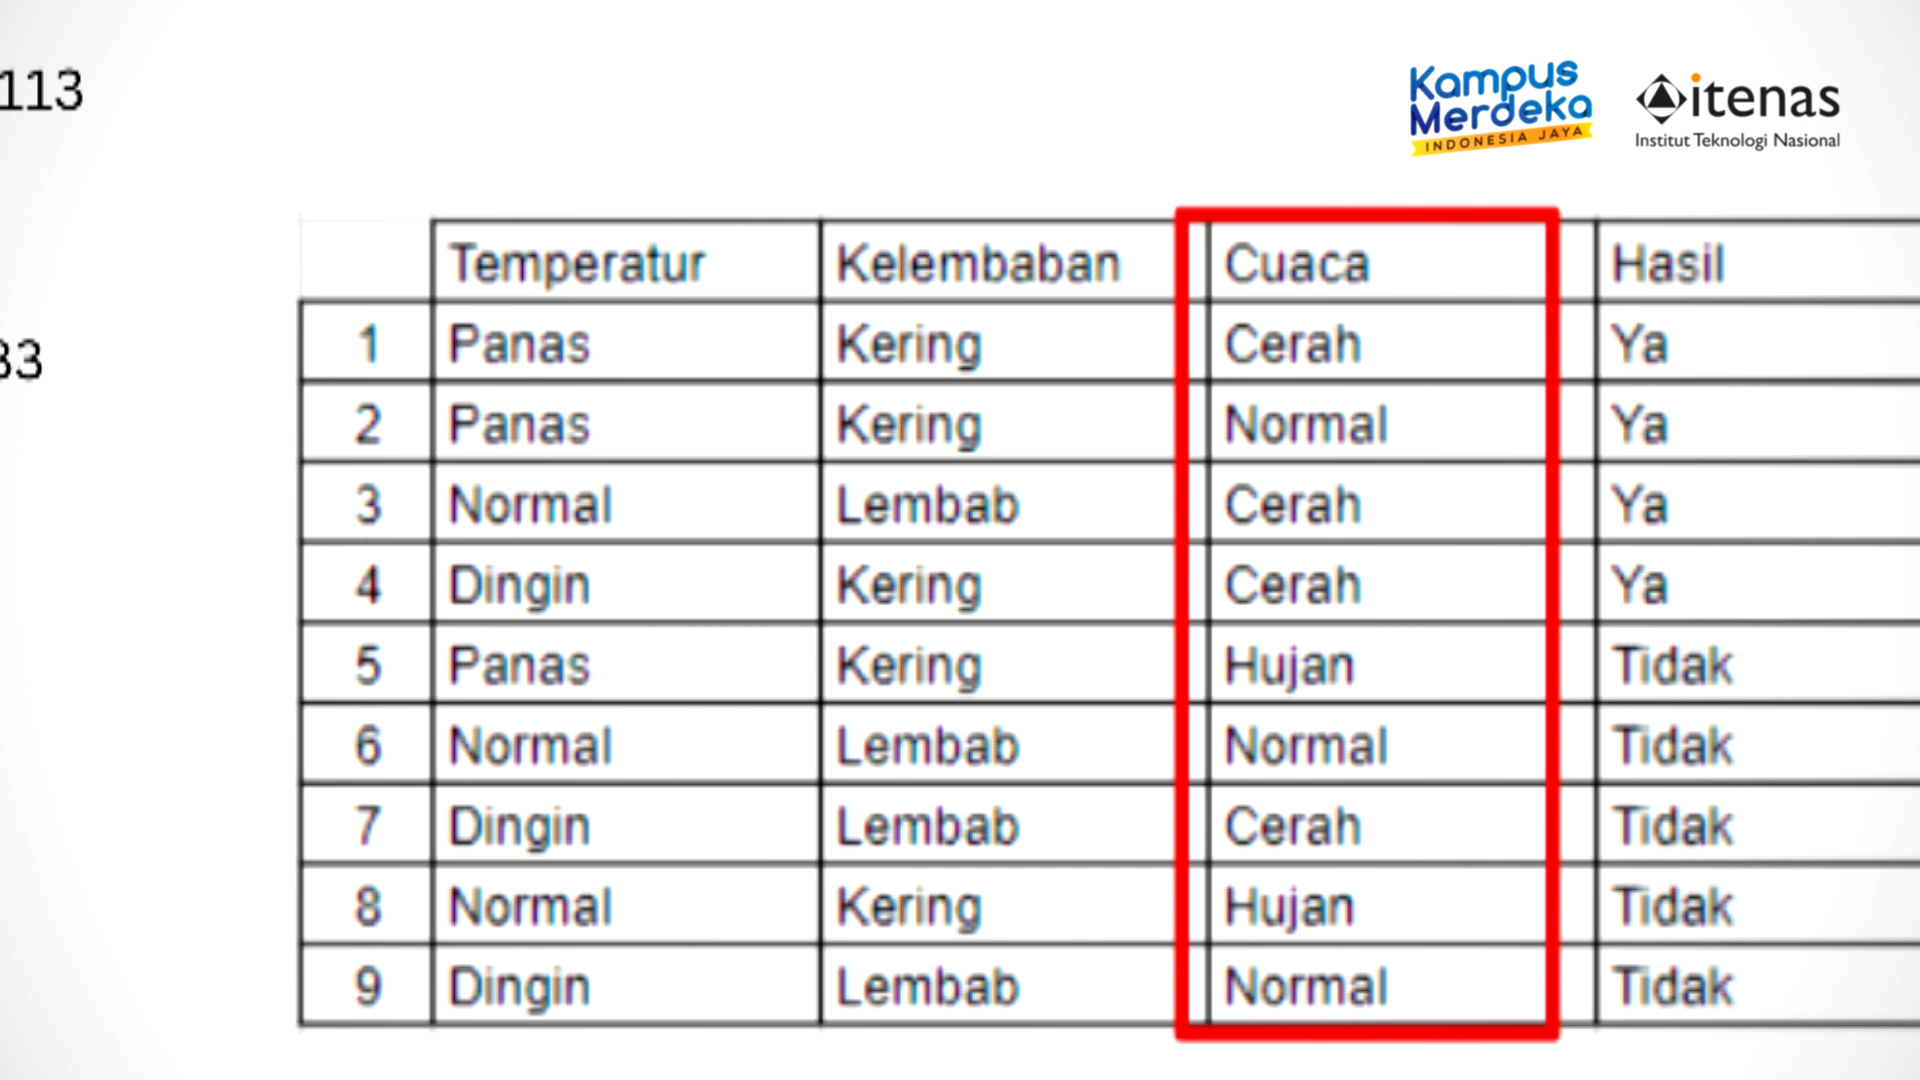 113
Kampus
Merdeka
INDONESIA JAYA
itenas
Institut Teknologi Nasional
33
Temperatur Kelembaban Cuaca Hasil
1 Panas Kering Cerah Ya
2 Panas Kering Normal Ya
3 Normal Lembab Cerah Ya
4 Dingin Kering Cerah Ya
5 Panas Kering Hujan Tidak
6 Normal Lembab Normal Tidak
7 Dingin Lembab Cerah Tidak
8 Normal Kering Hujan Tidak
9 Dingin Lembab Normal Tidak